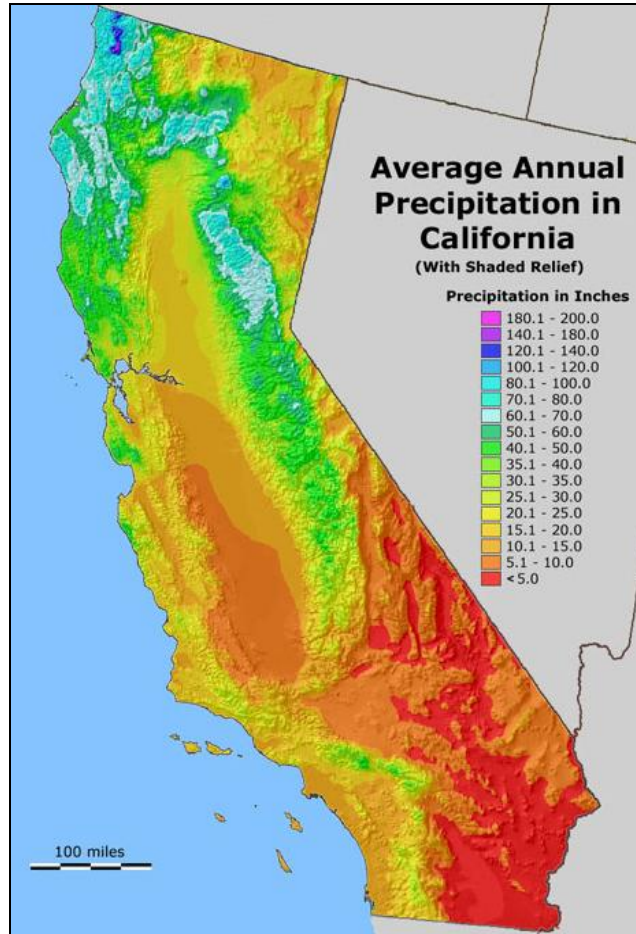 Average Annual
Precipitation in
California
(With Shaded Relief)
Precipitation in Inches
180.1 - 200.0
140.1 - 180.0
120.1 - 140.0
100.1 - 120.0
80.1 - 100.0
70.1 - 80.0
60.1 - 70.0
50.1 - 60.0
40.1 - 50.0
35.1 - 40.0
30.1 - 35.0
25.1 - 30.0
20.1 - 25.0
15.1 - 20.0
10.1 - 15.0
5.1 - 10.0
<5.0
100 miles